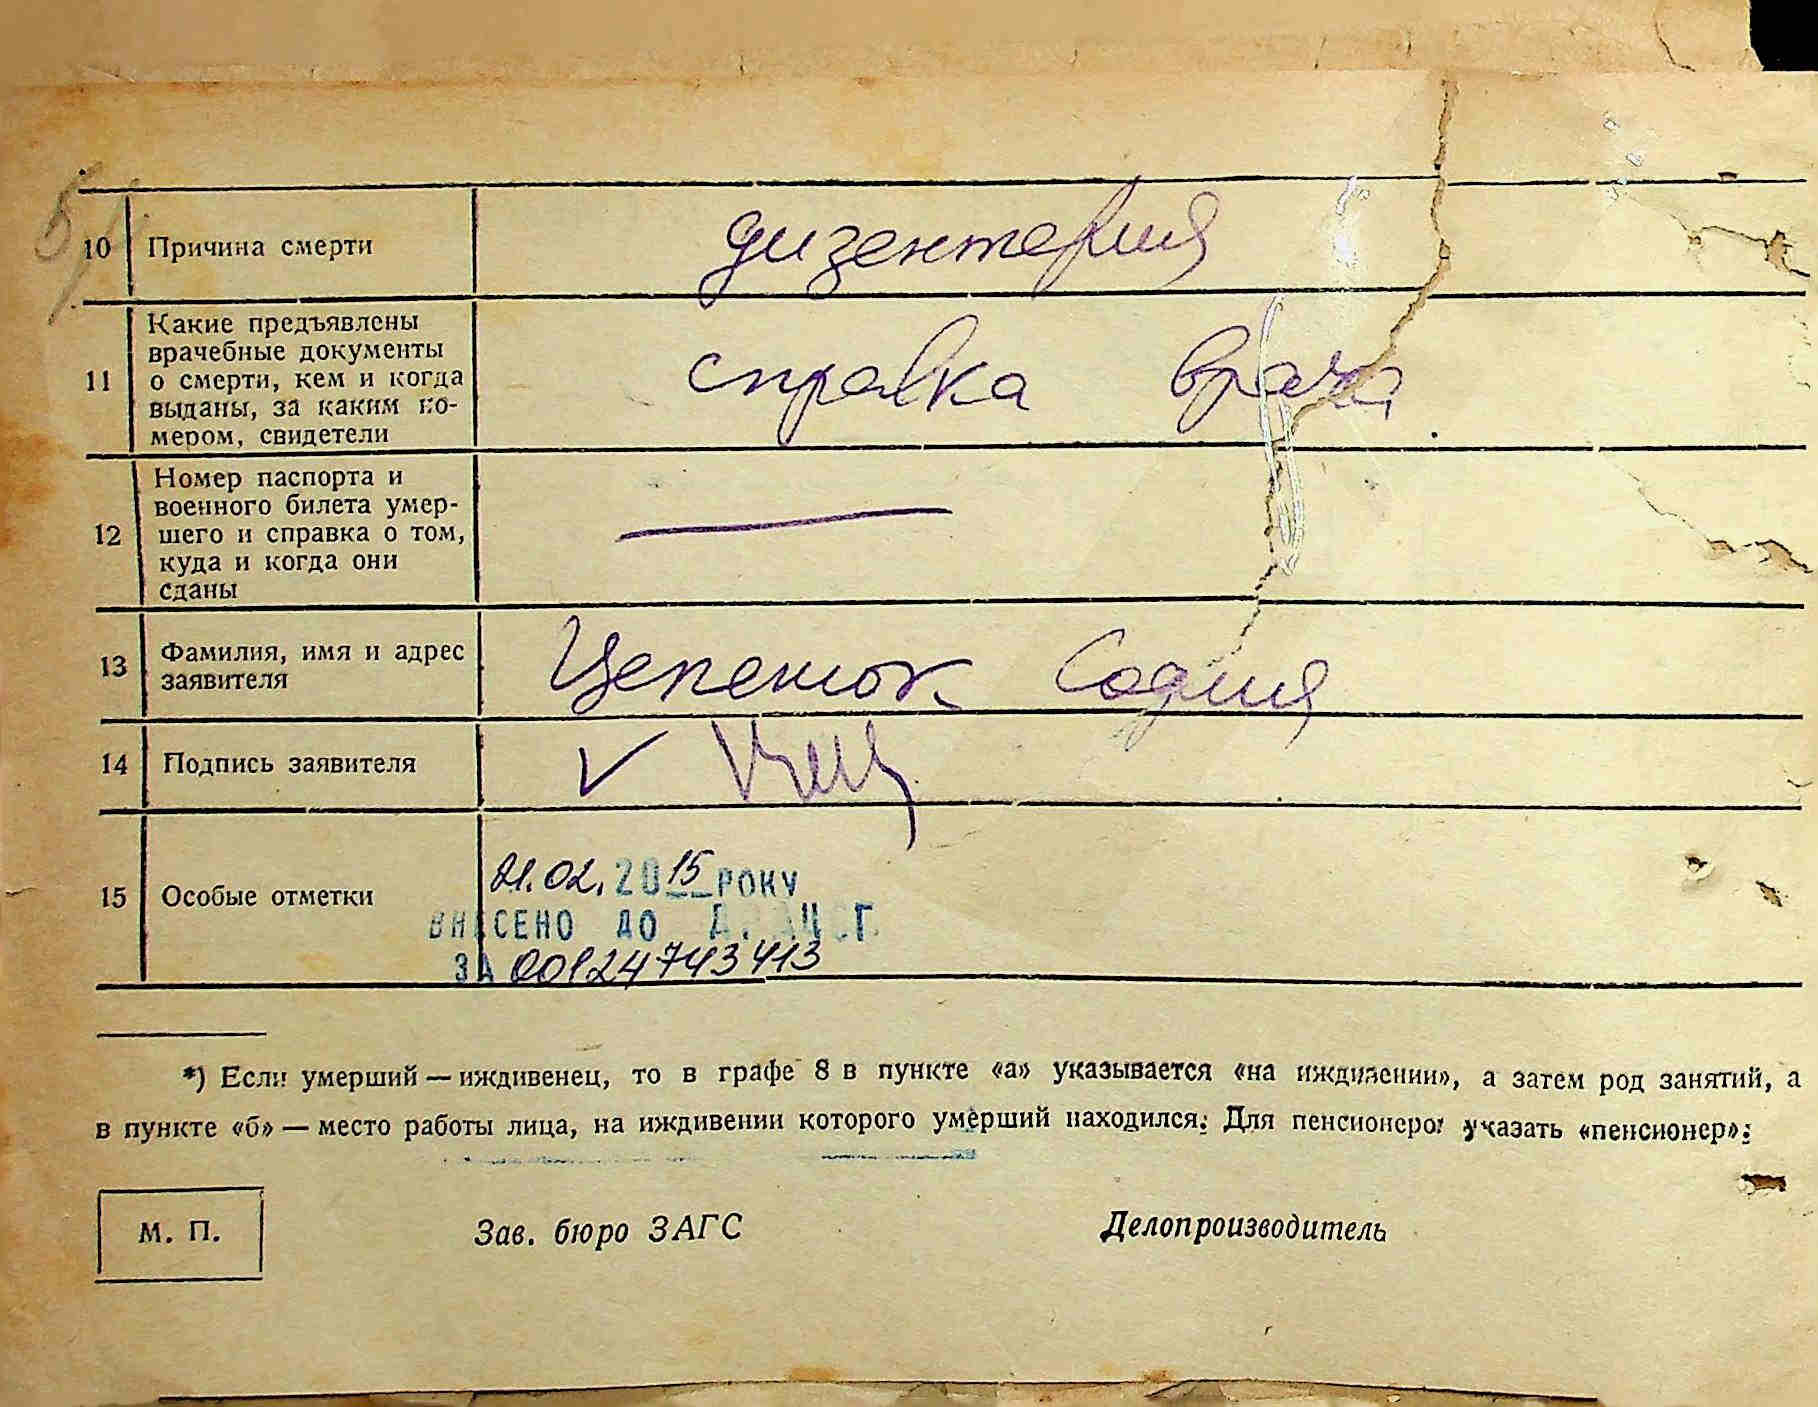 10 Причина смерти дизентерия
11 Какие предъявлены
врачебные документы
о смерти, кем и когда
выданы, за каким но-
мером, свидетели
справка врача
12 Номер паспорта и
военного билета умер-
шего и справка о том,
куда и когда они
сданы
13 Фамилия, имя и адрес
заявителя
Цепенюк София
14 Подпись заявителя
15 Особые отметки
21.02.2015 РОКУ
ВНЕСЕНО ДО ДРАЦСГ
ЗА 00124743413
*) Если умерший — иждивенец, то в графе 8 в пункте «а» указывается «на иждивении», а затем род занятий, а
в пункте «б» — место работы лица, на иждивении которого умерший находился. Для пенсионеров указать «пенсионер».
М. П. Зав. бюро ЗАГС Делопроизводитель